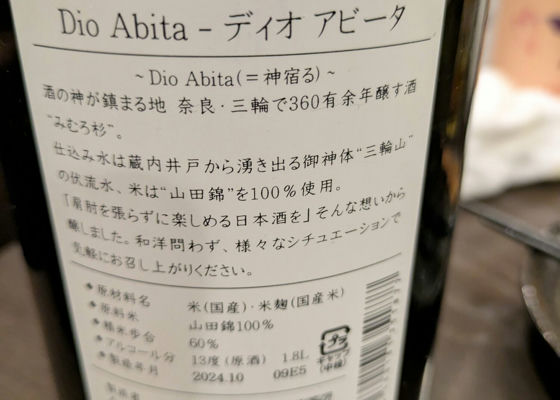 Dio Abita - ディオ アビータ
~Dio Abita(=神宿る)~
酒の神が鎮まる地 奈良・三輪で360有余年醸す酒
"みむろ杉"。
仕込み水は蔵内井戸から湧き出る御神体"三輪山"
の伏流水、米は"山田錦"を100%使用。
「肩肘を張らずに楽しめる日本酒を」そんな想いから
醸しました。和洋問わず、様々なシチュエーションで
気軽にお召し上がりください。
◆原材料名 米(国産)・米麹(国産米)
◆原料米 山田錦100%
◆精米歩合 60%
◆アルコール分 13度(原酒) 1.8L
◆製造年月 2024.10 09E5
プラ
キャップ
(中栓)